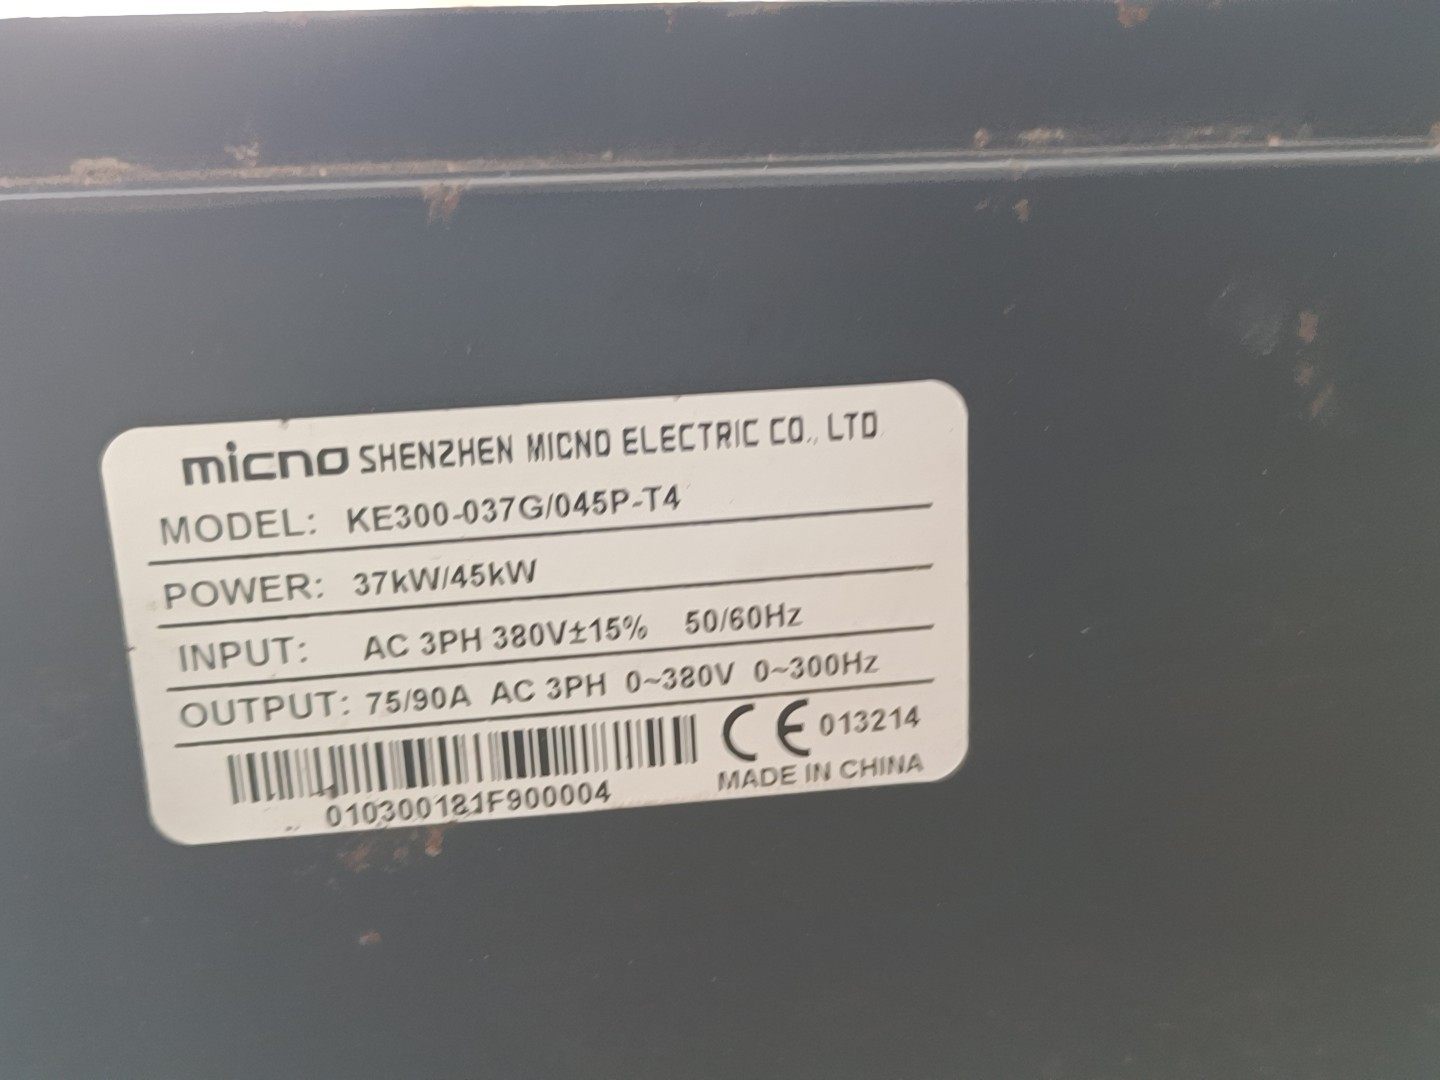 micno SHENZHEN MICNO ELECTRIC CO., LTD
MODEL: KE300-037G/045P-T4
POWER: 37kW/45kW
INPUT: AC 3PH 380V±15% 50/60Hz
OUTPUT: 75/90A AC 3PH 0~380V 0~300Hz
CE 013214
MADE IN CHINA
010300181F900004